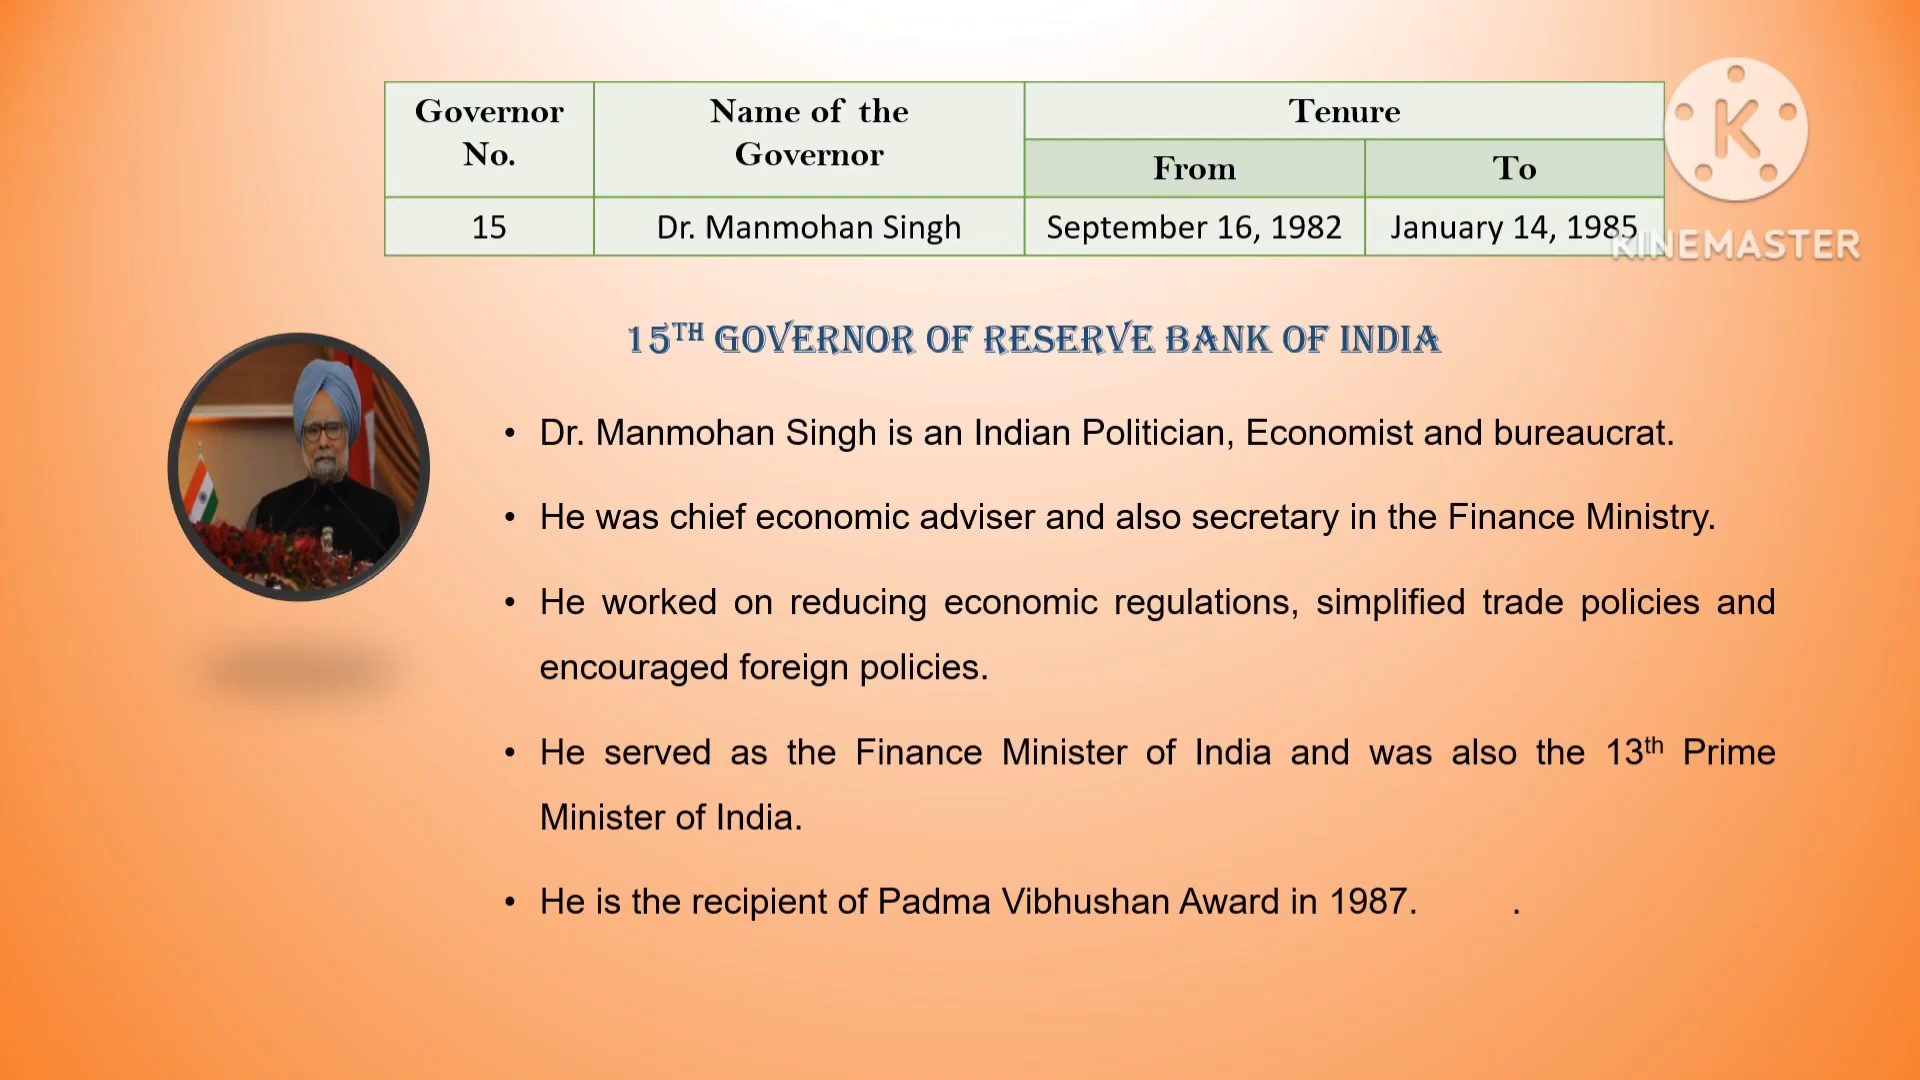 Governor No.
Name of the Governor
Tenure
From
To
15
Dr. Manmohan Singh
September 16, 1982
January 14, 1985
K
KINEMASTER
15TH GOVERNOR OF RESERVE BANK OF INDIA
• Dr. Manmohan Singh is an Indian Politician, Economist and bureaucrat.
• He was chief economic adviser and also secretary in the Finance Ministry.
• He worked on reducing economic regulations, simplified trade policies and
encouraged foreign policies.
• He served as the Finance Minister of India and was also the 13th Prime
Minister of India.
• He is the recipient of Padma Vibhushan Award in 1987. .